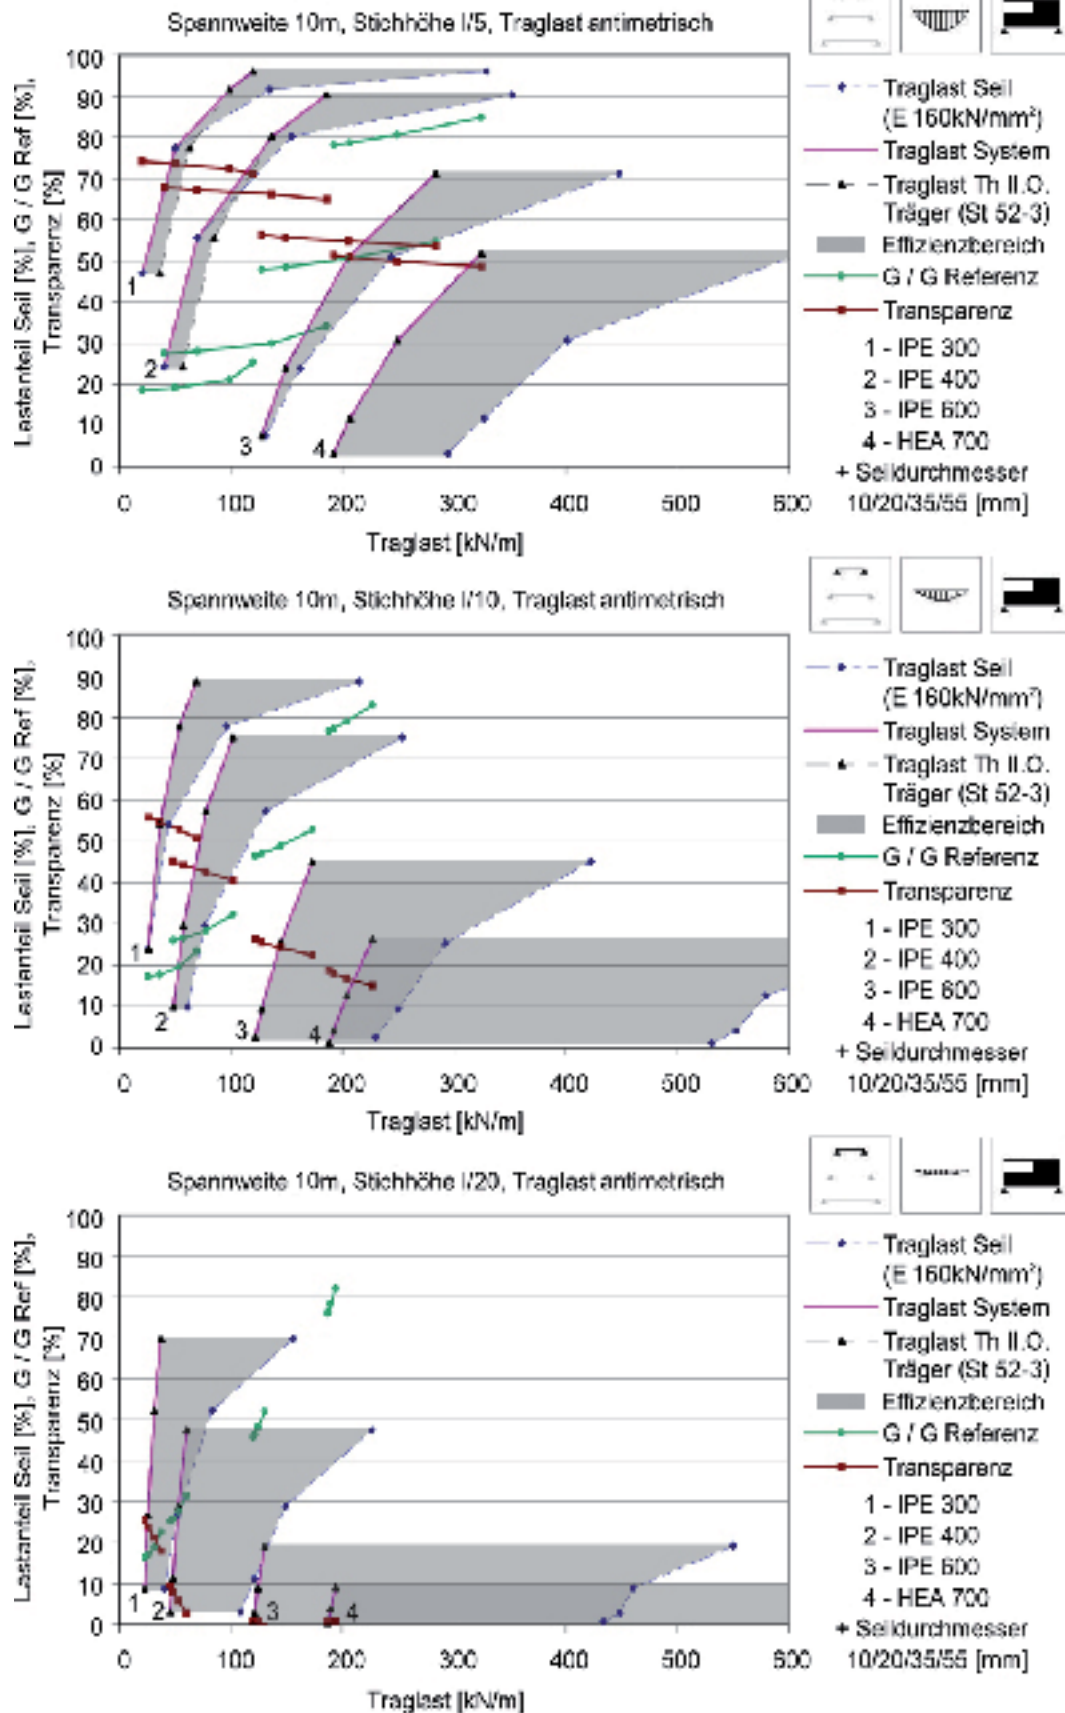 Spannweite 10m, Stichhöhe l/5, Traglast antimetrisch
Lastanteil Seil [%], G / G Ref [%],
Transparenz [%]
100
90
80
70
60
50
40
30
20
10
0
1
2
3
4
0 100 200 300 400 500 600
Traglast [kN/m]
Traglast Seil
(E 160kN/mm²)
Traglast System
Traglast Th II.O.
Träger (St 52-3)
Effizienzbereich
G / G Referenz
Transparenz
1 - IPE 300
2 - IPE 400
3 - IPE 600
4 - HEA 700
+ Seildurchmesser
10/20/35/55 [mm]
Spannweite 10m, Stichhöhe l/10, Traglast antimetrisch
Lastanteil Seil [%], G / G Ref [%],
Transparenz [%]
100
90
80
70
60
50
40
30
20
10
0
1
2
3
4
0 100 200 300 400 500 600
Traglast [kN/m]
Traglast Seil
(E 160kN/mm²)
Traglast System
Traglast Th II.O.
Träger (St 52-3)
Effizienzbereich
G / G Referenz
Transparenz
1 - IPE 300
2 - IPE 400
3 - IPE 600
4 - HEA 700
+ Seildurchmesser
10/20/35/55 [mm]
Spannweite 10m, Stichhöhe l/20, Traglast antimetrisch
Lastanteil Seil [%], G / G Ref [%],
Transparenz [%]
100
90
80
70
60
50
40
30
20
10
0
1
2
3
4
0 100 200 300 400 500 600
Traglast [kN/m]
Traglast Seil
(E 160kN/mm²)
Traglast System
Traglast Th II.O.
Träger (St 52-3)
Effizienzbereich
G / G Referenz
Transparenz
1 - IPE 300
2 - IPE 400
3 - IPE 600
4 - HEA 700
+ Seildurchmesser
10/20/35/55 [mm]